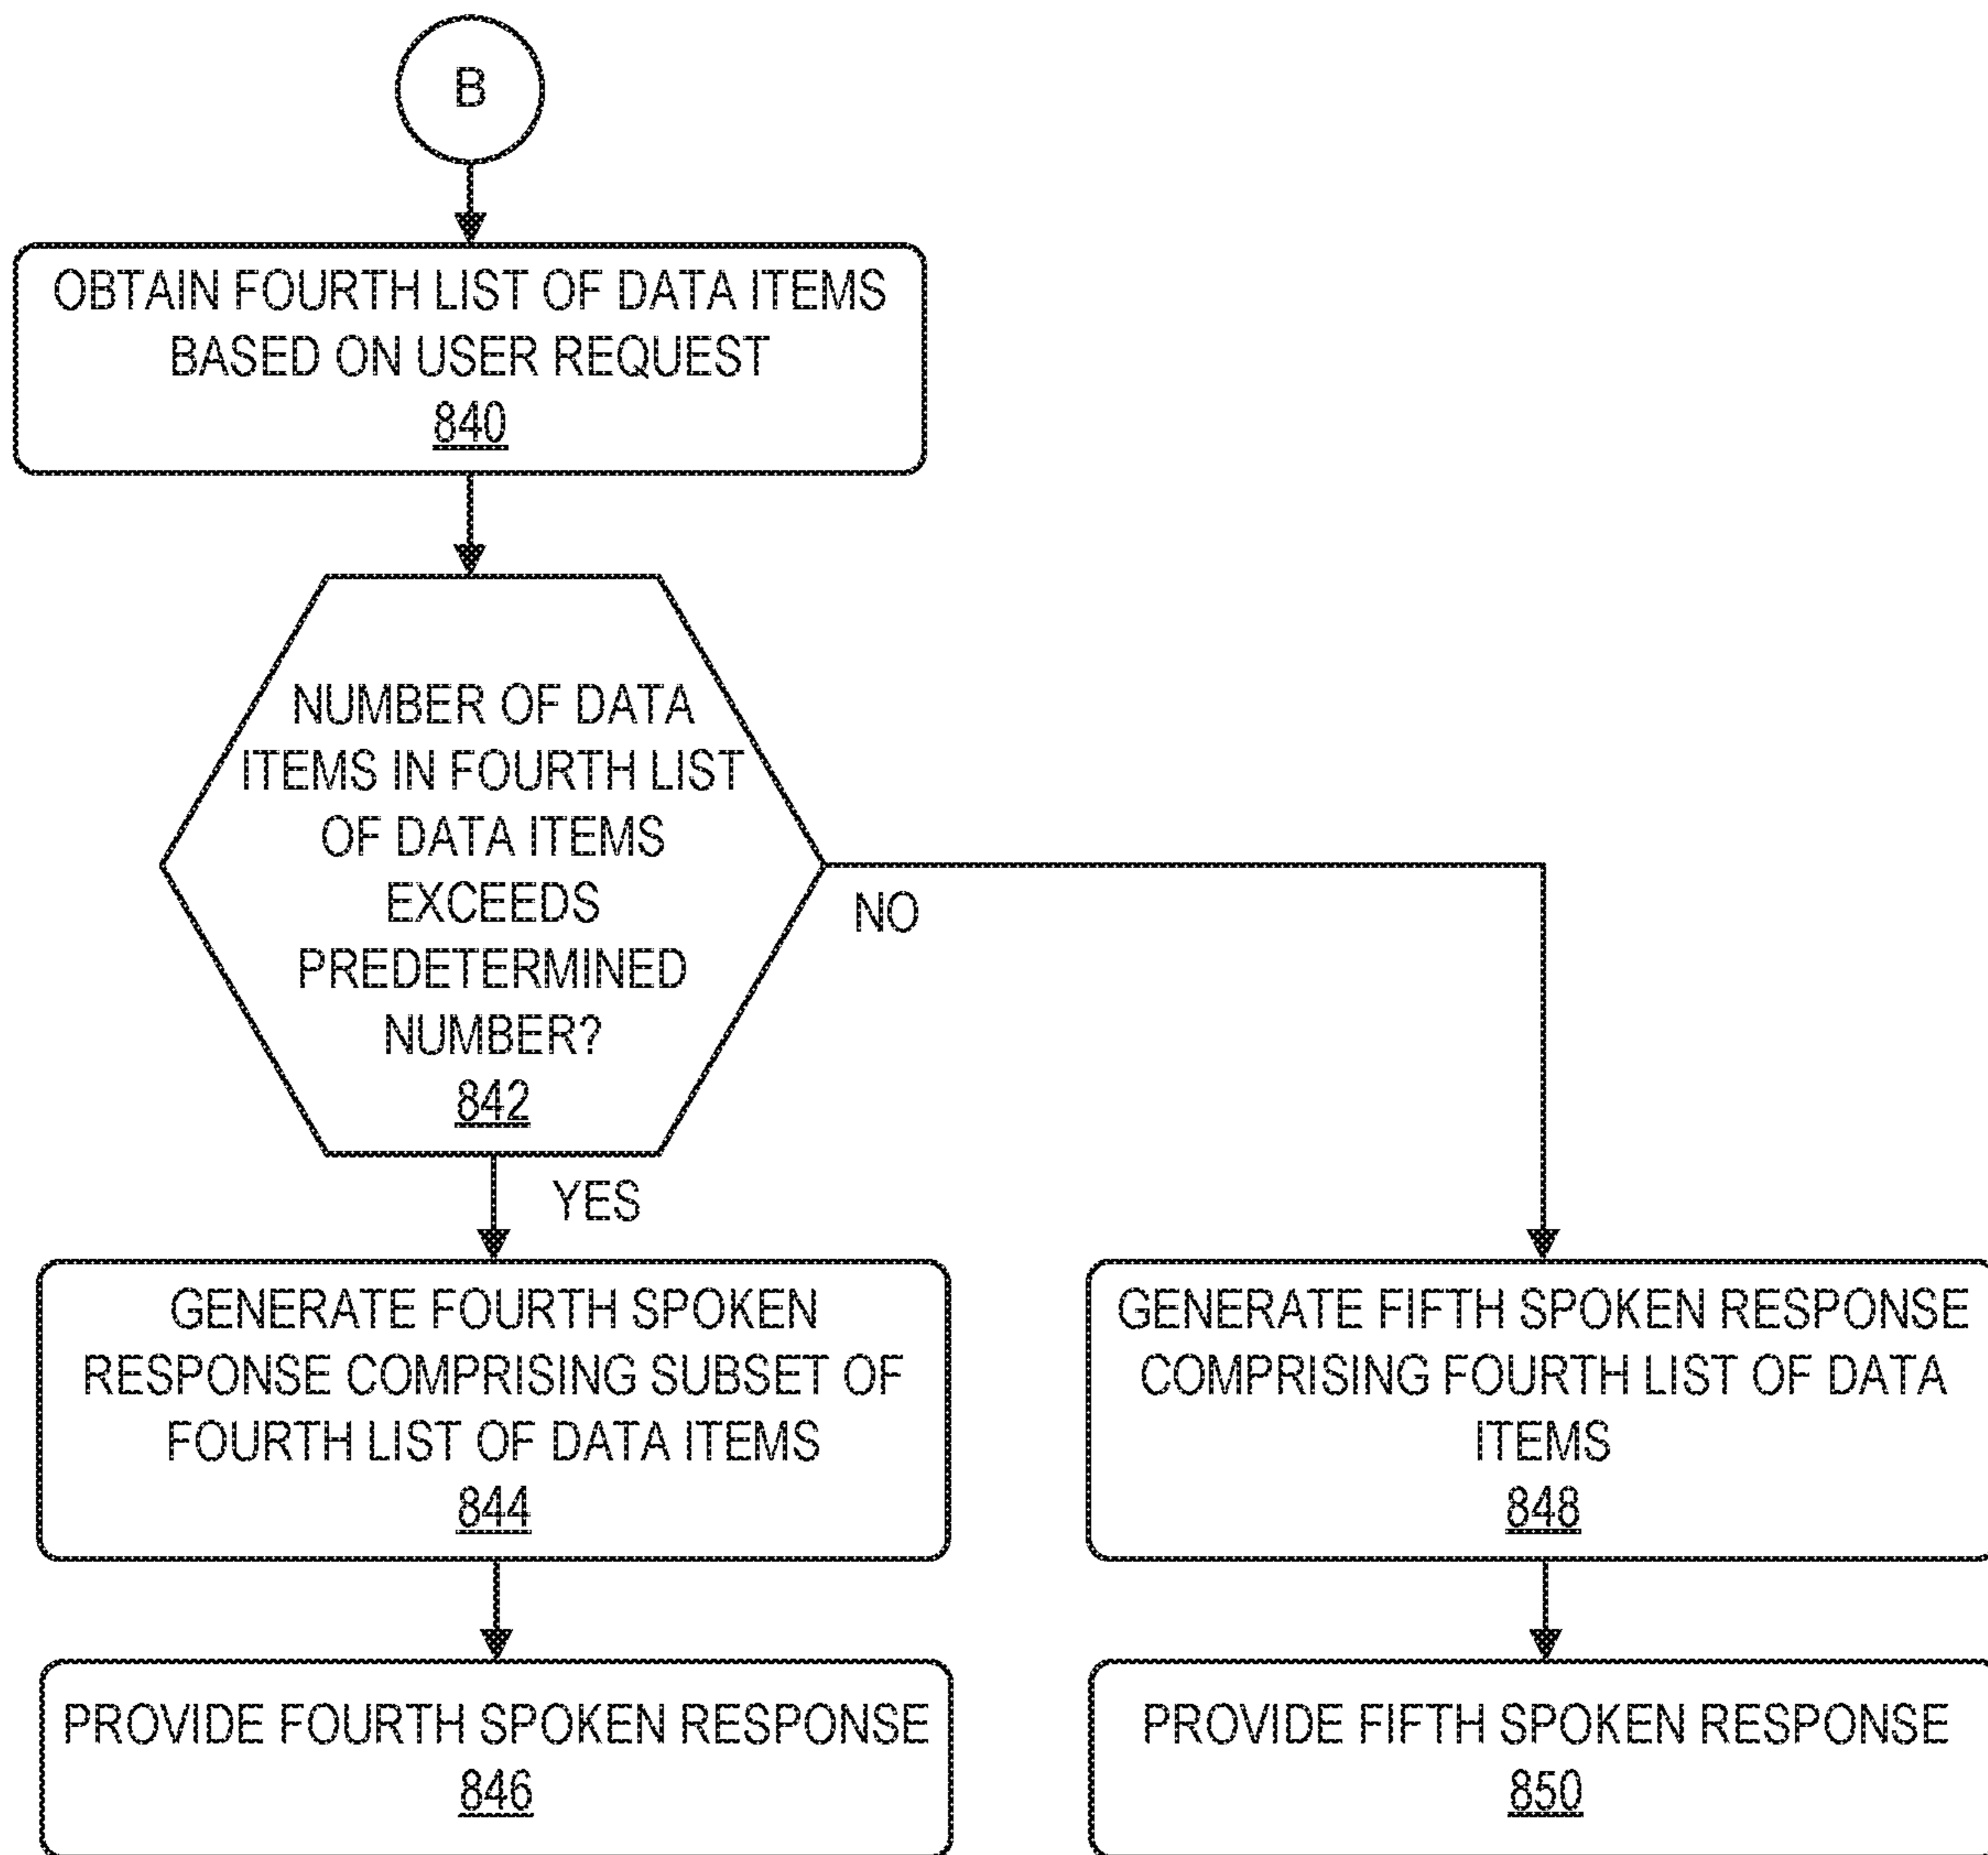 B
OBTAIN FOURTH LIST OF DATA ITEMS
BASED ON USER REQUEST
840
NUMBER OF DATA
ITEMS IN FOURTH LIST
OF DATA ITEMS
EXCEEDS
PREDETERMINED
NUMBER?
842
NO
YES
GENERATE FOURTH SPOKEN
RESPONSE COMPRISING SUBSET OF
FOURTH LIST OF DATA ITEMS
844
GENERATE FIFTH SPOKEN RESPONSE
COMPRISING FOURTH LIST OF DATA
ITEMS
848
PROVIDE FOURTH SPOKEN RESPONSE
846
PROVIDE FIFTH SPOKEN RESPONSE
850